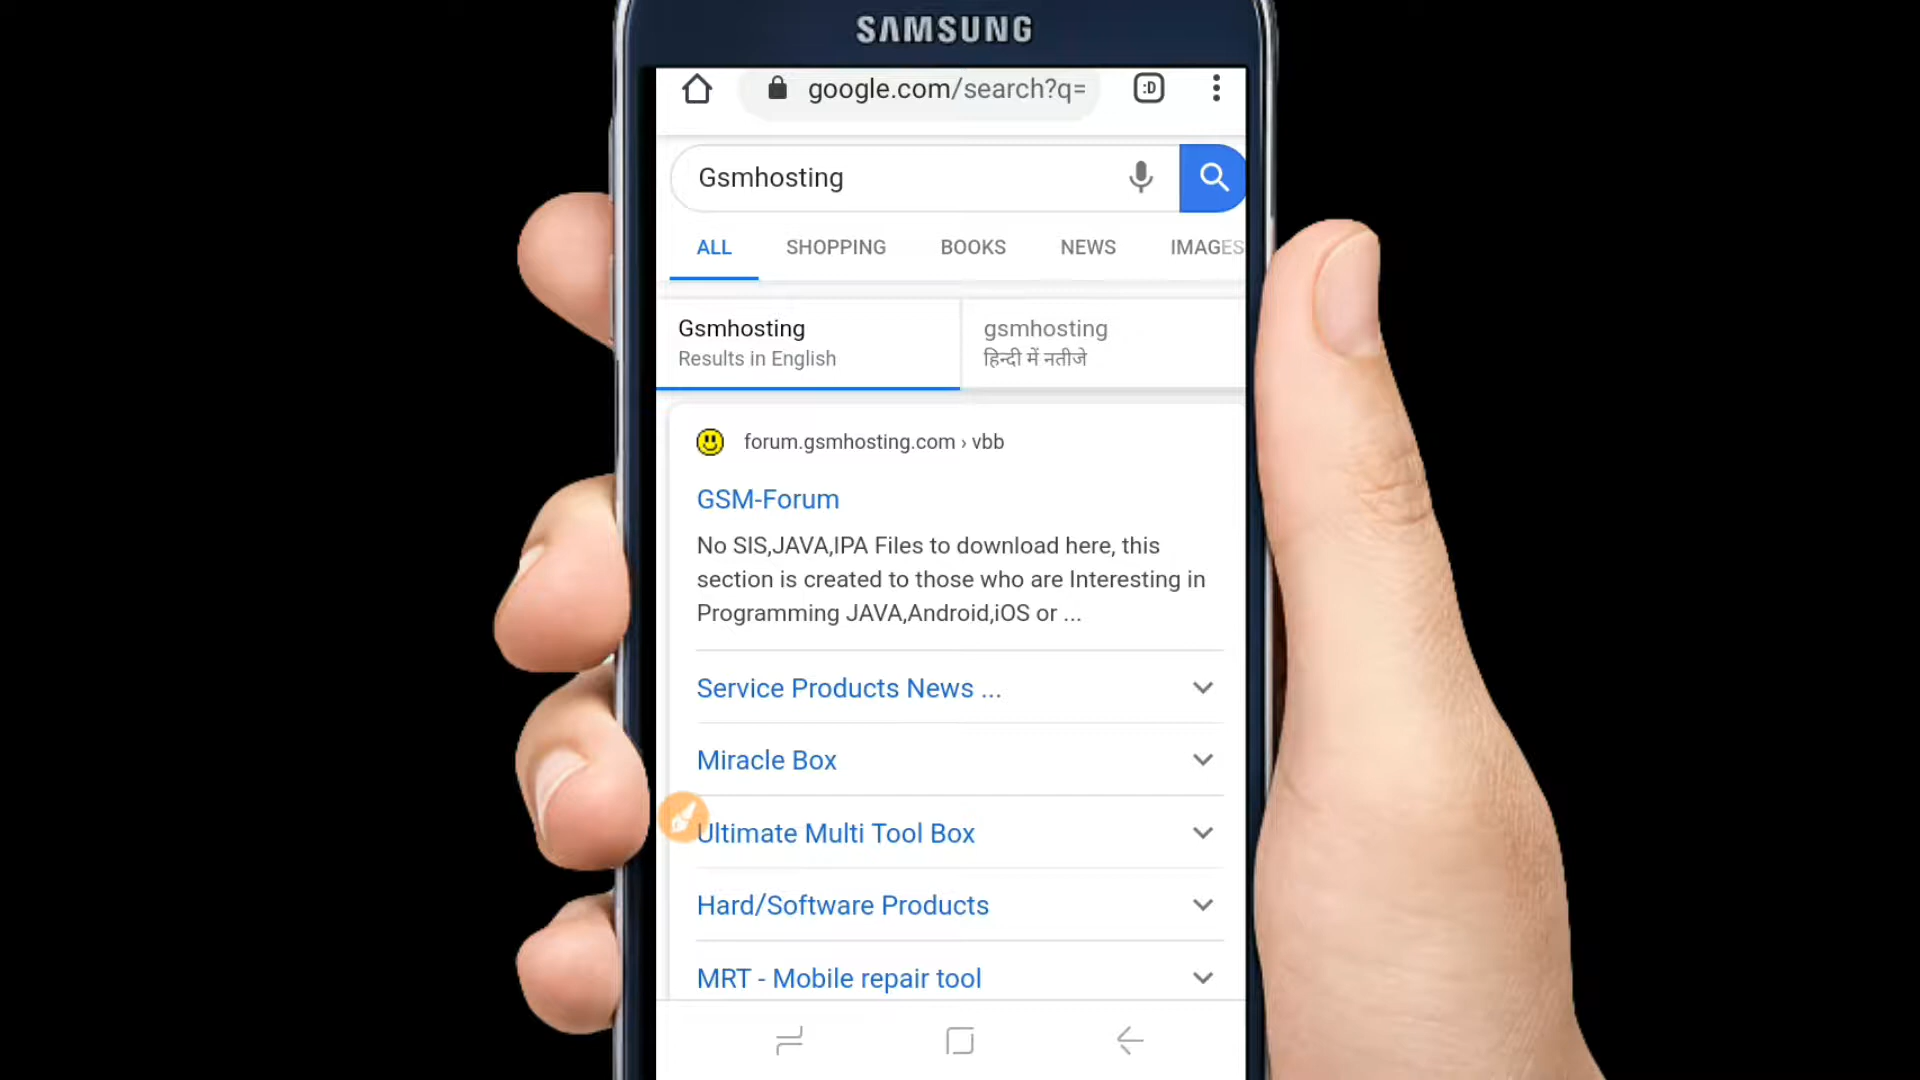 SAMSUNG
google.com/search?q=
:D
Gsmhosting
ALL SHOPPING BOOKS NEWS IMAGES
Gsmhosting
Results in English
gsmhosting
हिन्दी में नतीजे
forum.gsmhosting.com › vbb
GSM-Forum
No SIS,JAVA,IPA Files to download here, this
section is created to those who are Interesting in
Programming JAVA,Android,iOS or ...
Service Products News ...
Miracle Box
Ultimate Multi Tool Box
Hard/Software Products
MRT - Mobile repair tool